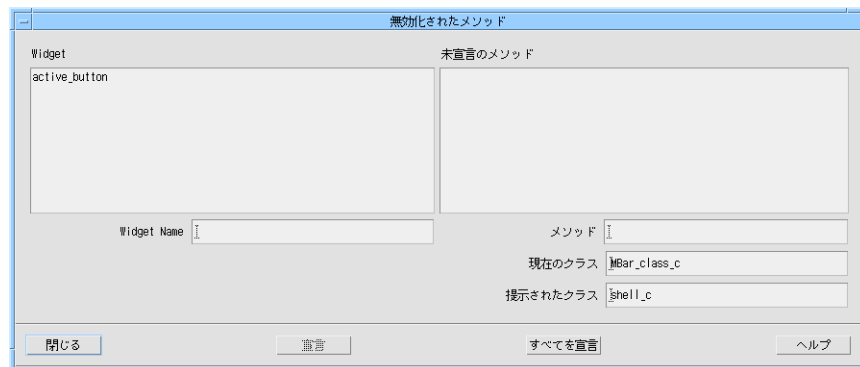 無効化されたメソッド
Widget
未宣言のメソッド
active_button
Widget Name
メソッド
現在のクラス MBar_class_c
提示されたクラス shell_c
閉じる 宣言 すべてを宣言 ヘルプ